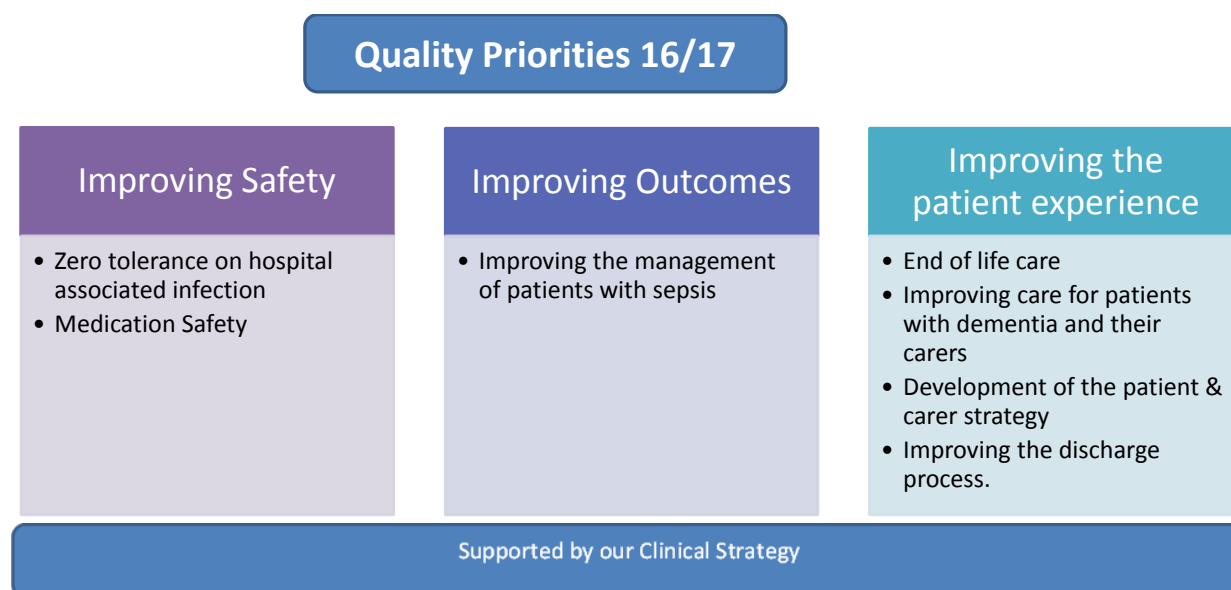 Quality Priorities 16/17
Improving Safety
• Zero tolerance on hospital
associated infection
• Medication Safety
Improving Outcomes
• Improving the management
of patients with sepsis
Improving the
patient experience
• End of life care
• Improving care for patients
with dementia and their
carers
• Development of the patient &
carer strategy
• Improving the discharge
process.
Supported by our Clinical Strategy